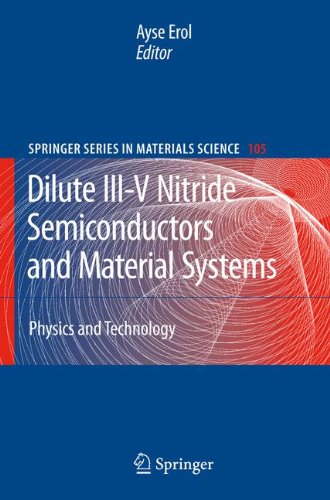 Ayse Erol
Editor
SPRINGER SERIES IN MATERIALS SCIENCE 105
Dilute III-V Nitride
Semiconductors
and Material Systems
Physics and Technology
Springer